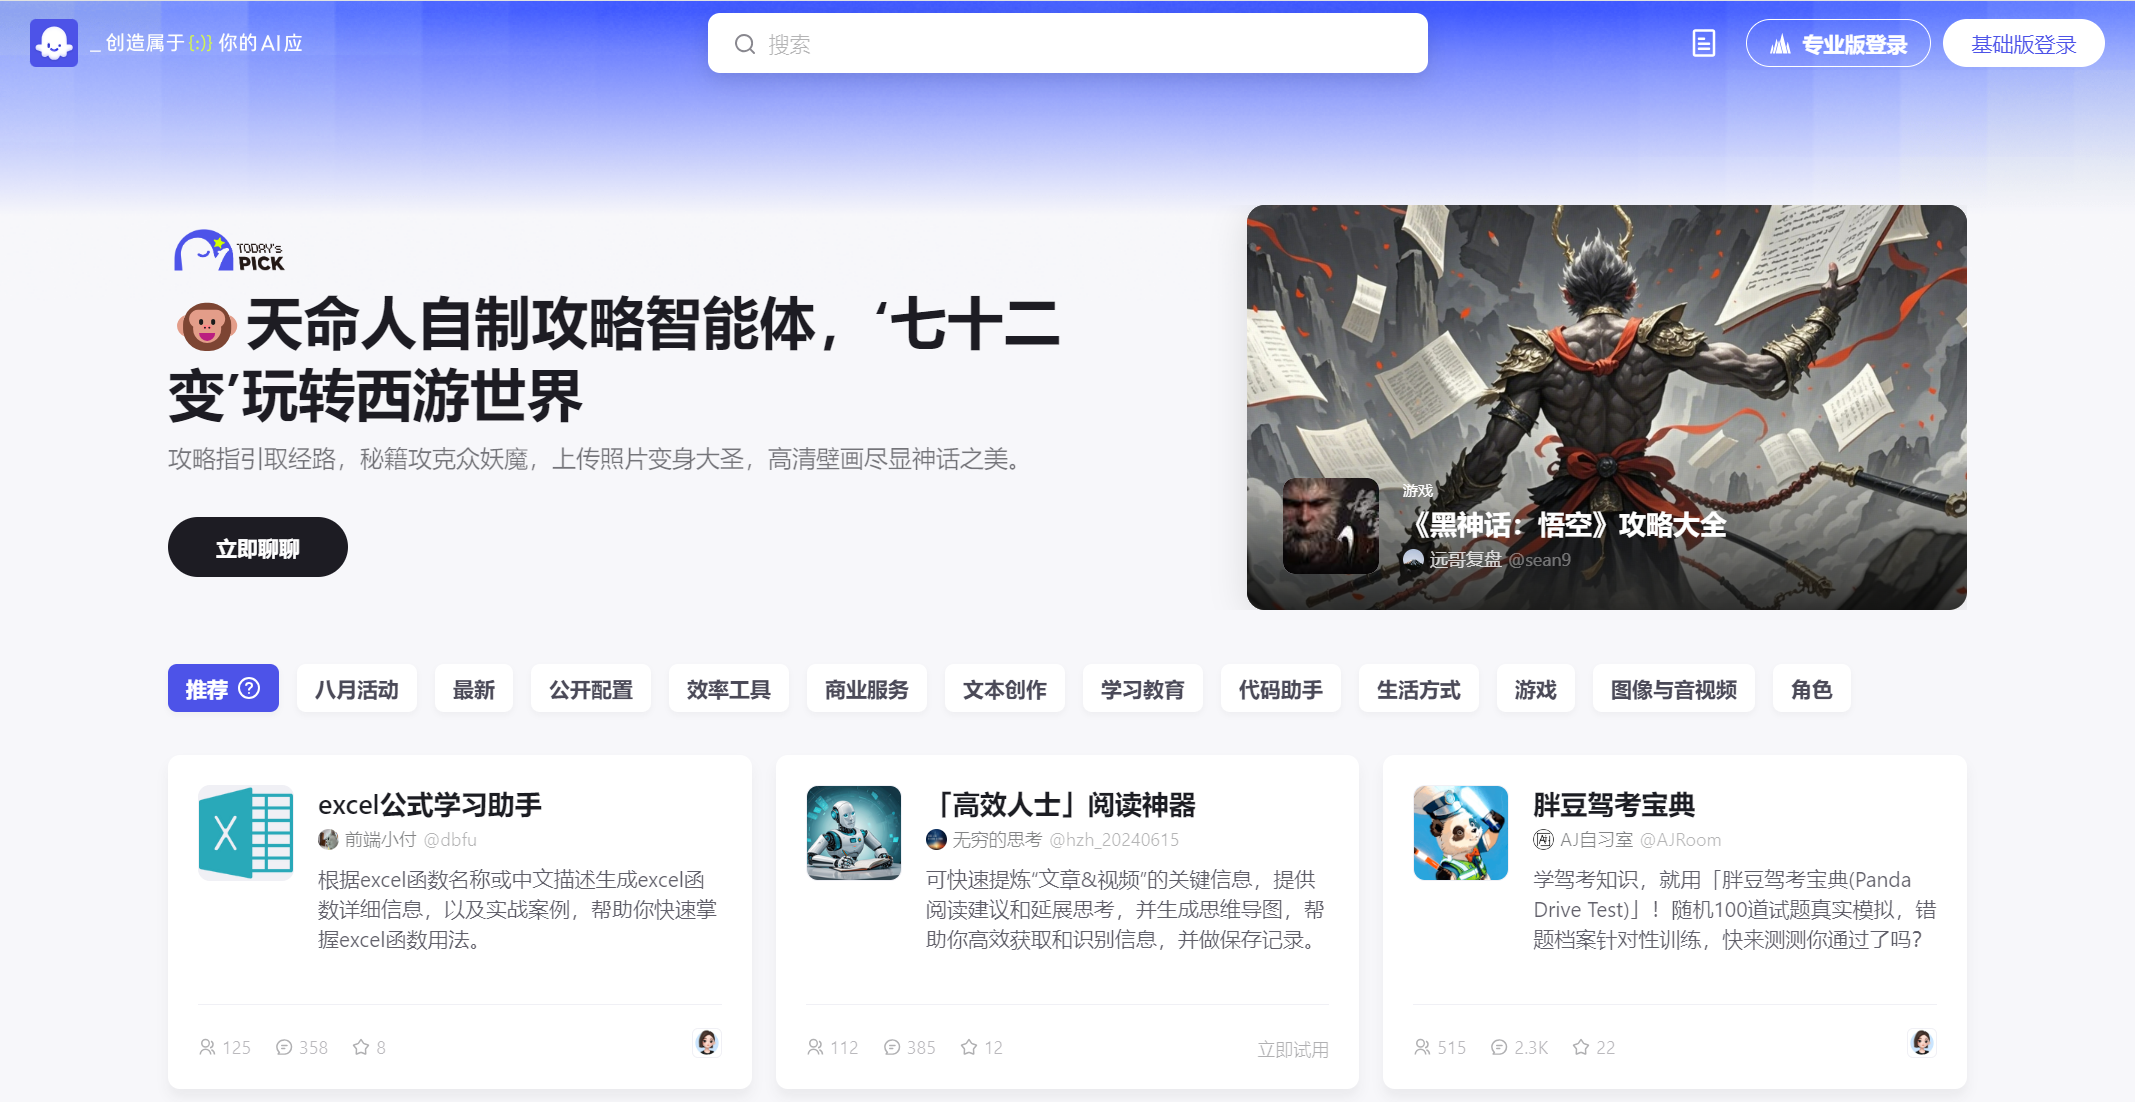 _ 创造属于{:)}你的AI应
搜索
专业版登录
基础版登录
TODAY's
PICK
天命人自制攻略智能体，‘七十二
变’玩转西游世界
攻略指引取经路，秘籍攻克众妖魔，上传照片变身大圣，高清壁画尽显神话之美。
立即聊聊
游戏
《黑神话：悟空》攻略大全
远哥复盘 @sean9
推荐 八月活动 最新 公开配置 效率工具 商业服务 文本创作 学习教育 代码助手 生活方式 游戏 图像与音视频 角色
excel公式学习助手
前端小付 @dbfu
根据excel函数名称或中文描述生成excel函
数详细信息，以及实战案例，帮助你快速掌
握excel函数用法。
125 358 8
「高效人士」阅读神器
无穷的思考 @hzh_20240615
可快速提炼“文章&视频”的关键信息，提供
阅读建议和延展思考，并生成思维导图，帮
助你高效获取和识别信息，并做保存记录。
112 385 12 立即试用
胖豆驾考宝典
AJ自习室 @AJRoom
学驾考知识，就用「胖豆驾考宝典(Panda
Drive Test)」！随机100道试题真实模拟，错
题档案针对性训练，快来测测你通过了吗？
515 2.3K 22